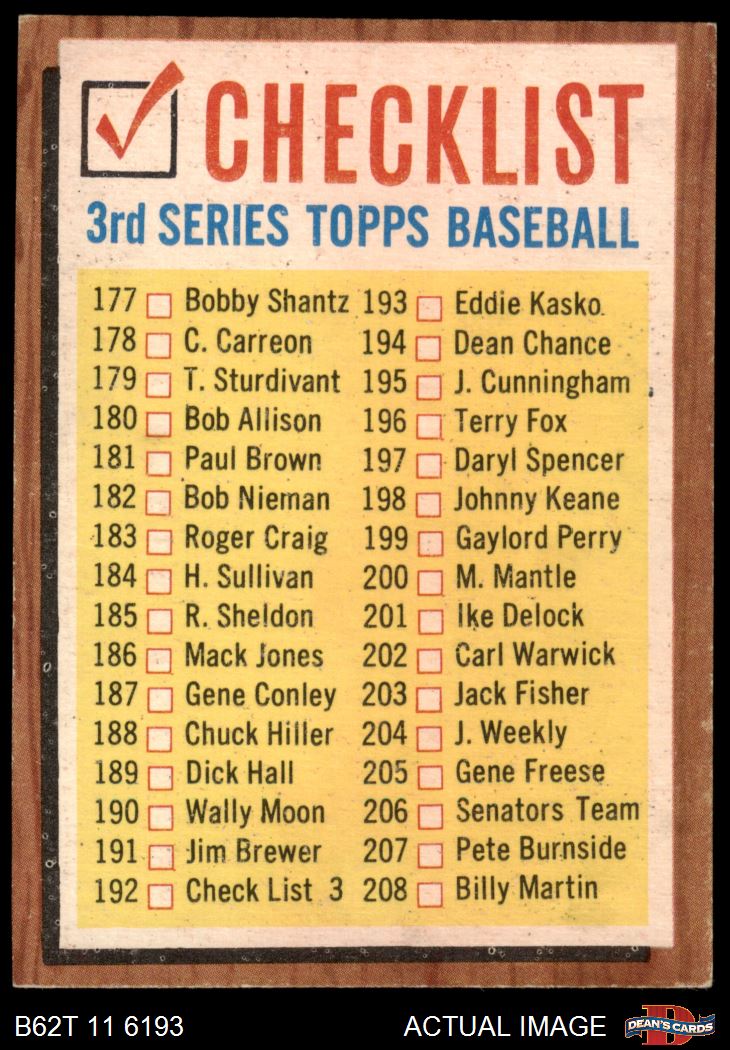 CHECKLIST
3rd SERIES TOPPS BASEBALL
177 Bobby Shantz
178 C. Carreon
179 T. Sturdivant
180 Bob Allison
181 Paul Brown
182 Bob Nieman
183 Roger Craig
184 H. Sullivan
185 R. Sheldon
186 Mack Jones
187 Gene Conley
188 Chuck Hiller
189 Dick Hall
190 Wally Moon
191 Jim Brewer
192 Check List 3
193 Eddie Kasko
194 Dean Chance
195 J. Cunningham
196 Terry Fox
197 Daryl Spencer
198 Johnny Keane
199 Gaylord Perry
200 M. Mantle
201 Ike Delock
202 Carl Warwick
203 Jack Fisher
204 J. Weekly
205 Gene Freese
206 Senators Team
207 Pete Burnside
208 Billy Martin
B62T 11 6193
ACTUAL IMAGE
D
DEAN'S CARDS